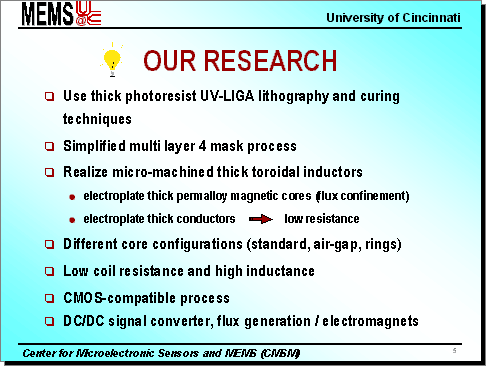 MEMS U@C
University of Cincinnati
OUR RESEARCH
Use thick photoresist UV-LIGA lithography and curing
techniques
Simplified multi layer 4 mask process
Realize micro-machined thick toroidal inductors
electroplate thick permalloy magnetic cores (flux confinement)
electroplate thick conductors low resistance
Different core configurations (standard, air-gap, rings)
Low coil resistance and high inductance
CMOS-compatible process
DC/DC signal converter, flux generation / electromagnets
Center for Microelectronic Sensors and MEMS (CMSM)
5